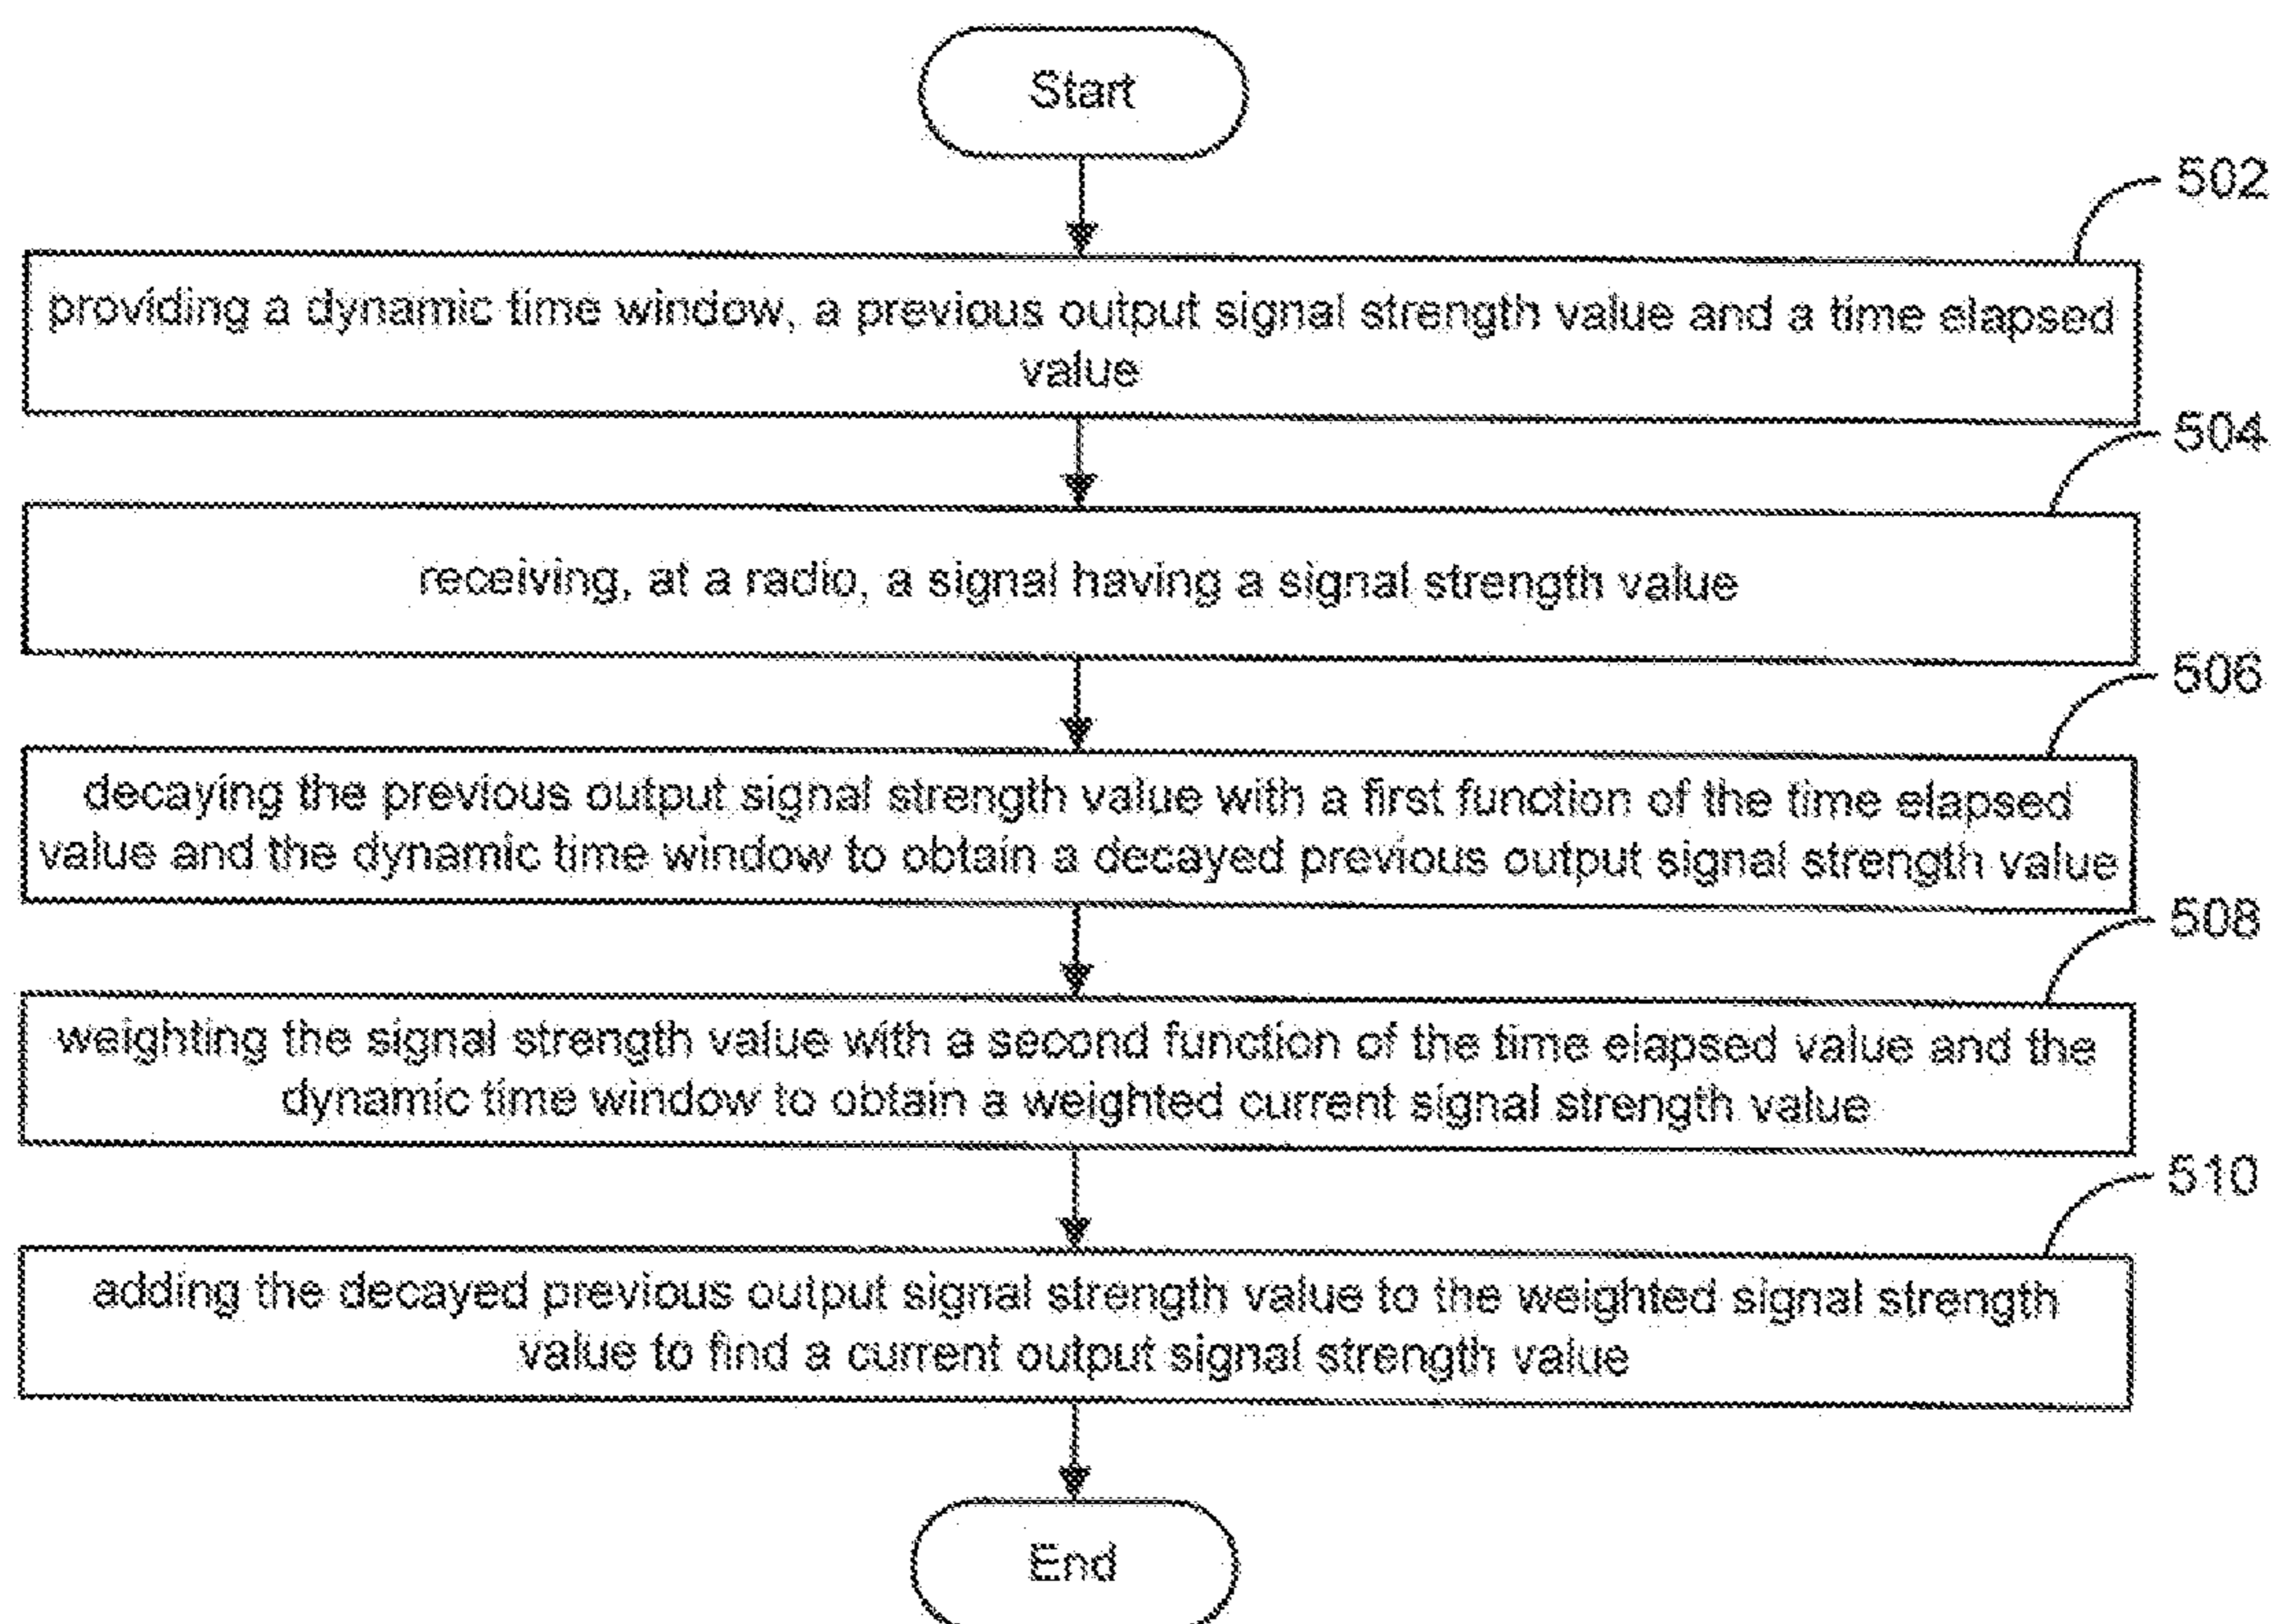 Start
502
providing a dynamic time window, a previous output signal strength value and a time elapsed
value
504
receiving, at a radio, a signal having a signal strength value
506
decaying the previous output signal strength value with a first function of the time elapsed
value and the dynamic time window to obtain a decayed previous output signal strength value
508
weighting the signal strength value with a second function of the time elapsed value and the
dynamic time window to obtain a weighted current signal strength value
510
adding the decayed previous output signal strength value to the weighted signal strength
value to find a current output signal strength value
End